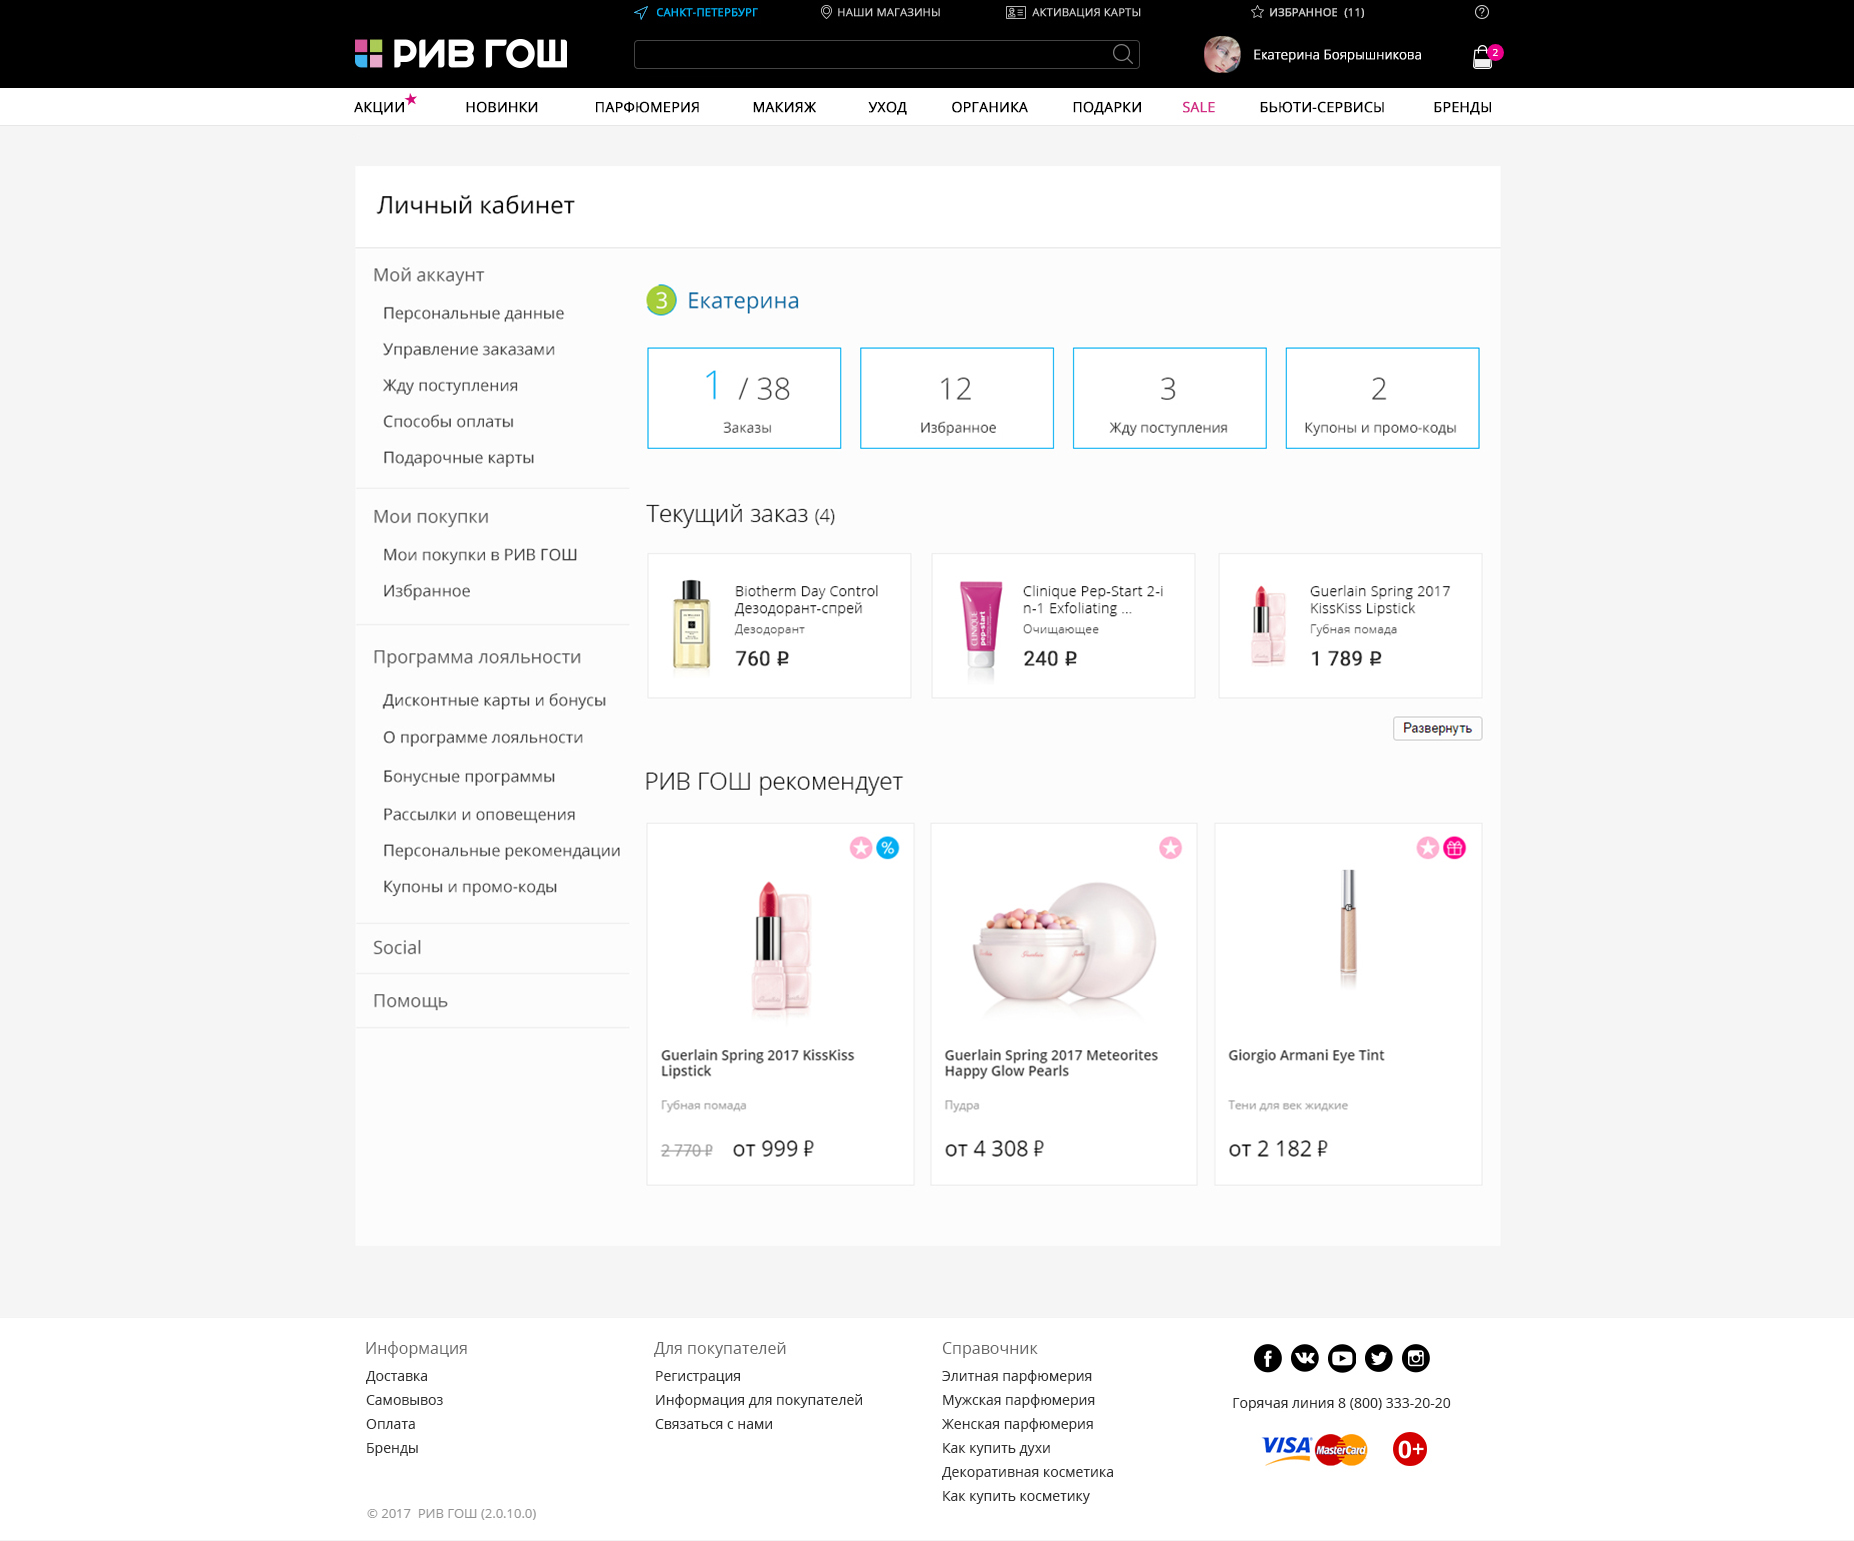 САНКТ-ПЕТЕРБУРГ
НАШИ МАГАЗИНЫ
АКТИВАЦИЯ КАРТЫ
ИЗБРАННОЕ (11)
?
РИВ ГОШ
Екатерина Боярышникова
2
АКЦИИ
НОВИНКИ
ПАРФЮМЕРИЯ
МАКИЯЖ
УХОД
ОРГАНИКА
ПОДАРКИ
SALE
БЬЮТИ-СЕРВИСЫ
БРЕНДЫ
Личный кабинет
Мой аккаунт
Персональные данные
Управление заказами
Жду поступления
Способы оплаты
Подарочные карты
Мои покупки
Мои покупки в РИВ ГОШ
Избранное
Программа лояльности
Дисконтные карты и бонусы
О программе лояльности
Бонусные программы
Рассылки и оповещения
Персональные рекомендации
Купоны и промо-коды
Social
Помощь
3 Екатерина
1 / 38
Заказы
12
Избранное
3
Жду поступления
2
Купоны и промо-коды
Текущий заказ (4)
Biotherm Day Control
Дезодорант-спрей
Дезодорант
760 ₽
CLINIQUE
pep-start
Clinique Pep-Start 2-i
n-1 Exfoliating ...
Очищающее
240 ₽
Guerlain Spring 2017
KissKiss Lipstick
Губная помада
1 789 ₽
Развернуть
РИВ ГОШ рекомендует
%
Guerlain Spring 2017 KissKiss
Lipstick
Губная помада
2 770 ₽ от 999 ₽
Guerlain Spring 2017 Meteorites
Happy Glow Pearls
Пудра
от 4 308 ₽
Giorgio Armani Eye Tint
Тени для век жидкие
от 2 182 ₽
Информация
Доставка
Самовывоз
Оплата
Бренды
Для покупателей
Регистрация
Информация для покупателей
Связаться с нами
Справочник
Элитная парфюмерия
Мужская парфюмерия
Женская парфюмерия
Как купить духи
Декоративная косметика
Как купить косметику
Горячая линия 8 (800) 333-20-20
VISA
MasterCard
0+
© 2017 РИВ ГОШ (2.0.10.0)